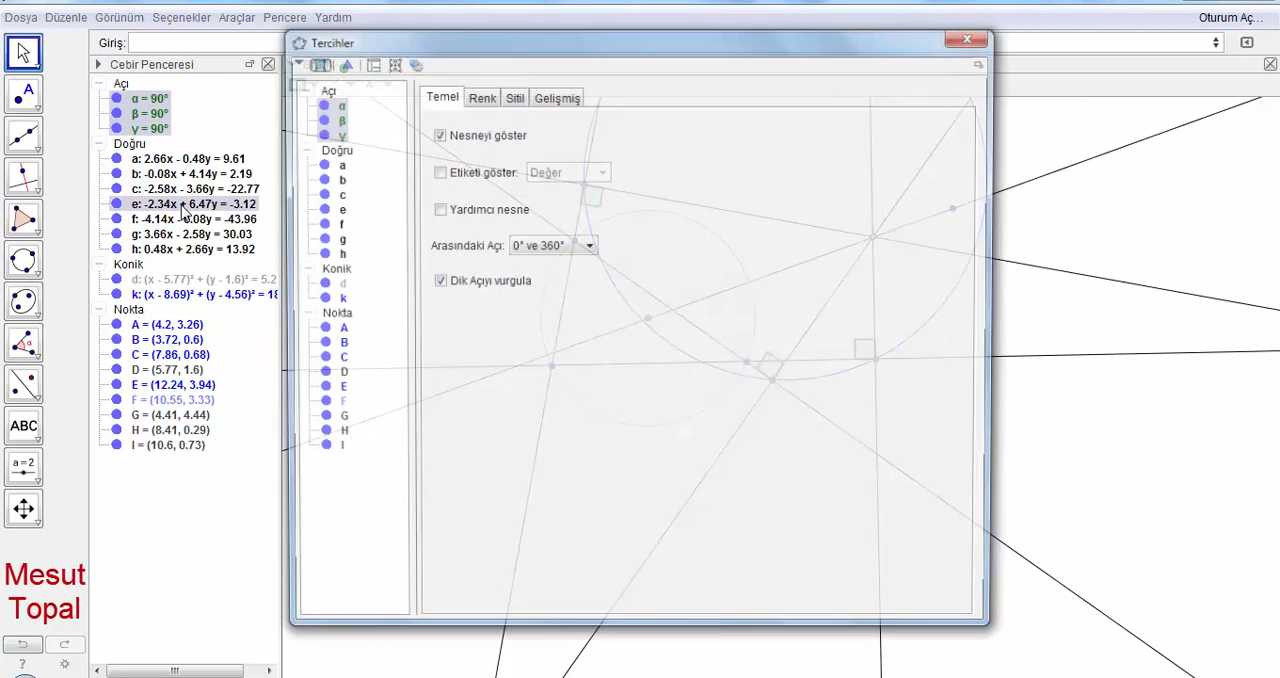 Dosya Düzenle Görünüm Seçenekler Araçlar Pencere Yardım Oturum Aç...
Giriş:
Cebir Penceresi
Açı
α = 90°
β = 90°
γ = 90°
Doğru
a: 2.66x - 0.48y = 9.61
b: -0.08x + 4.14y = 2.19
c: -2.58x - 3.66y = -22.77
e: -2.34x + 6.47y = -3.12
f: -4.14x - 0.08y = -43.96
g: 3.66x - 2.58y = 30.03
h: 0.48x + 2.66y = 13.92
Konik
d: (x - 5.77)² + (y - 1.6)² = 5.2
k: (x - 8.69)² + (y - 4.56)² = 18
Nokta
A = (4.2, 3.26)
B = (3.72, 0.6)
C = (7.86, 0.68)
D = (5.77, 1.6)
E = (12.24, 3.94)
F = (10.55, 3.33)
G = (4.41, 4.44)
H = (8.41, 0.29)
I = (10.6, 0.73)
ABC
a = 2
Mesut
Topal
?
Tercihler
Açı
α
β
γ
Doğru
a
b
c
e
f
g
h
Konik
d
k
Nokta
A
B
C
D
E
F
G
H
I
Temel Renk Sitil Gelişmiş
Nesneyi göster
Etiketi göster: Değer
Yardımcı nesne
Arasındaki Açı: 0° ve 360°
Dik Açıyı vurgula